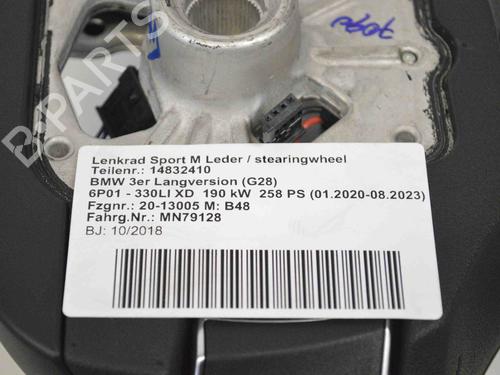 Lenkrad Sport M Leder / stearingwheel
Teilenr.: 14832410
BMW 3er Langversion (G28)
6P01 - 330LI XD 190 kW 258 PS (01.2020-08.2023)
Fzgnr.: 20-13005 M: B48
Fahrg.Nr.: MN79128
BJ: 10/2018